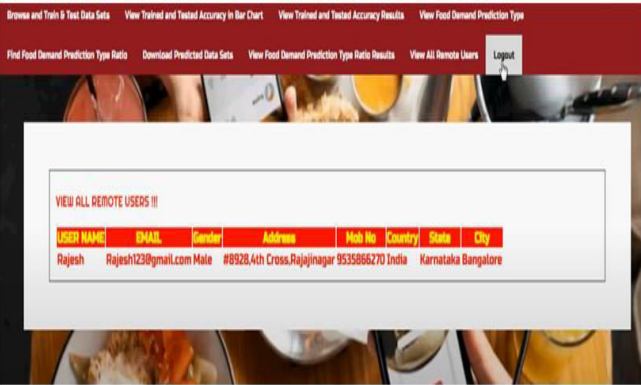 Browse and Train & Test Data Sets View Trained and Tested Accuracy in Bar Chart View Trained and Tested Accuracy Results View Food Demand Prediction Type
Find Food Demand Prediction Type Ratio Download Predicted Data Sets View Food Demand Prediction Type Ratio Results View All Remote Users Logout
VIEW ALL REMOTE USERS !!!
USER NAME EMAIL Gender Address Mob No Country State City
Rajesh Rajesh123@gmail.com Male #8928,4th Cross,Rajajinagar 9535866270 India Karnataka Bangalore